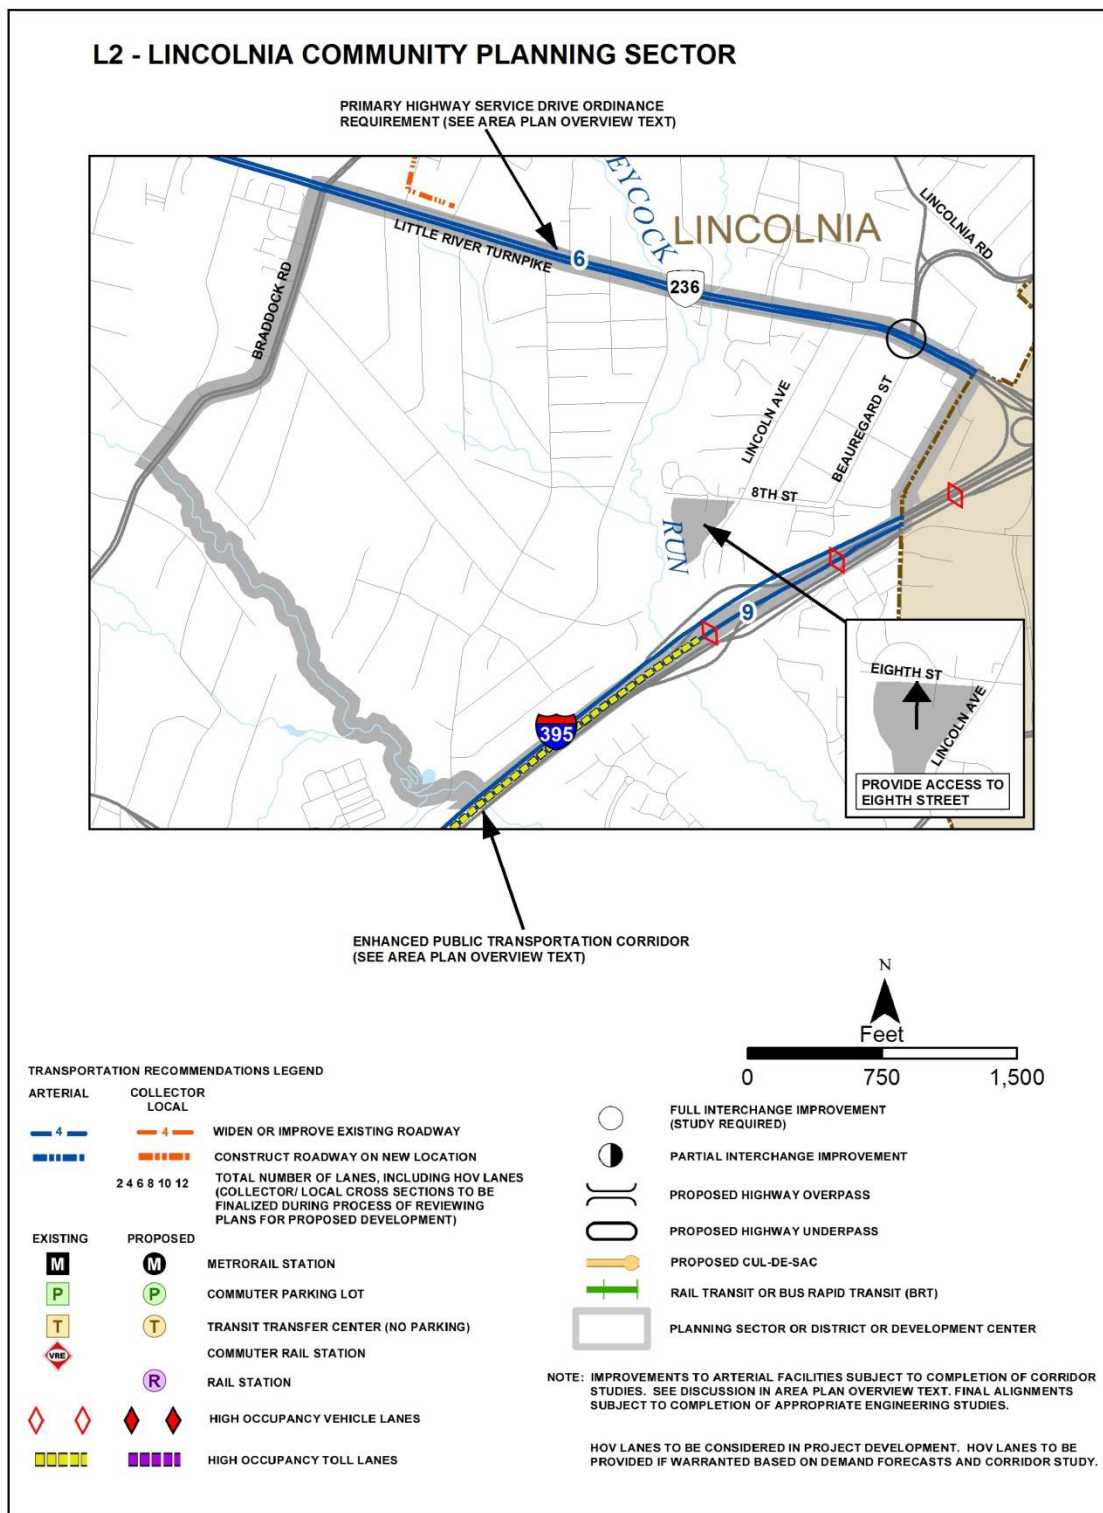 L2 - LINCOLNIA COMMUNITY PLANNING SECTOR
PRIMARY HIGHWAY SERVICE DRIVE ORDINANCE
REQUIREMENT (SEE AREA PLAN OVERVIEW TEXT)
EYCOCK
LINCOLNIA
LINCOLNIA RD
LITTLE RIVER TURNPIKE
6
236
BRADDOCK RD
LINCOLN AVE
BEAUREGARD ST
8TH ST
RUN
9
395
EIGHTH ST
LINCOLN AVE
PROVIDE ACCESS TO
EIGHTH STREET
ENHANCED PUBLIC TRANSPORTATION CORRIDOR
(SEE AREA PLAN OVERVIEW TEXT)
N
Feet
0 750 1,500
TRANSPORTATION RECOMMENDATIONS LEGEND
ARTERIAL
COLLECTOR
LOCAL
4 4 WIDEN OR IMPROVE EXISTING ROADWAY
CONSTRUCT ROADWAY ON NEW LOCATION
2 4 6 8 10 12 TOTAL NUMBER OF LANES, INCLUDING HOV LANES
(COLLECTOR/ LOCAL CROSS SECTIONS TO BE
FINALIZED DURING PROCESS OF REVIEWING
PLANS FOR PROPOSED DEVELOPMENT)
EXISTING PROPOSED
M M METRORAIL STATION
P P COMMUTER PARKING LOT
T T TRANSIT TRANSFER CENTER (NO PARKING)
VRE COMMUTER RAIL STATION
R RAIL STATION
HIGH OCCUPANCY VEHICLE LANES
HIGH OCCUPANCY TOLL LANES
FULL INTERCHANGE IMPROVEMENT
(STUDY REQUIRED)
PARTIAL INTERCHANGE IMPROVEMENT
PROPOSED HIGHWAY OVERPASS
PROPOSED HIGHWAY UNDERPASS
PROPOSED CUL-DE-SAC
RAIL TRANSIT OR BUS RAPID TRANSIT (BRT)
PLANNING SECTOR OR DISTRICT OR DEVELOPMENT CENTER
NOTE: IMPROVEMENTS TO ARTERIAL FACILITIES SUBJECT TO COMPLETION OF CORRIDOR
STUDIES. SEE DISCUSSION IN AREA PLAN OVERVIEW TEXT. FINAL ALIGNMENTS
SUBJECT TO COMPLETION OF APPROPRIATE ENGINEERING STUDIES.
HOV LANES TO BE CONSIDERED IN PROJECT DEVELOPMENT. HOV LANES TO BE
PROVIDED IF WARRANTED BASED ON DEMAND FORECASTS AND CORRIDOR STUDY.